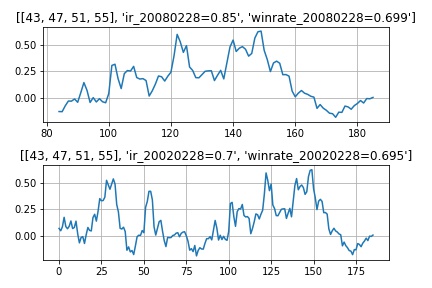 [[43, 47, 51, 55], 'ir_20080228=0.85', 'winrate_20080228=0.699']
0.50
0.25
0.00
80 100 120 140 160 180
[[43, 47, 51, 55], 'ir_20020228=0.7', 'winrate_20020228=0.695']
0.50
0.25
0.00
0 25 50 75 100 125 150 175